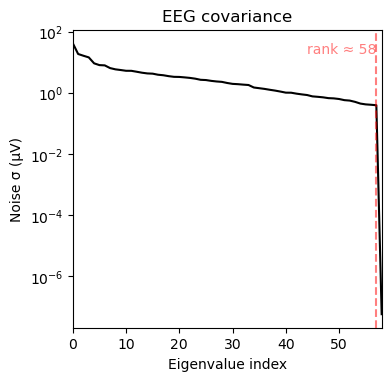 EEG covariance
rank ≈ 58
10²
10⁰
10⁻²
10⁻⁴
10⁻⁶
Noise σ (μV)
0 10 20 30 40 50
Eigenvalue index